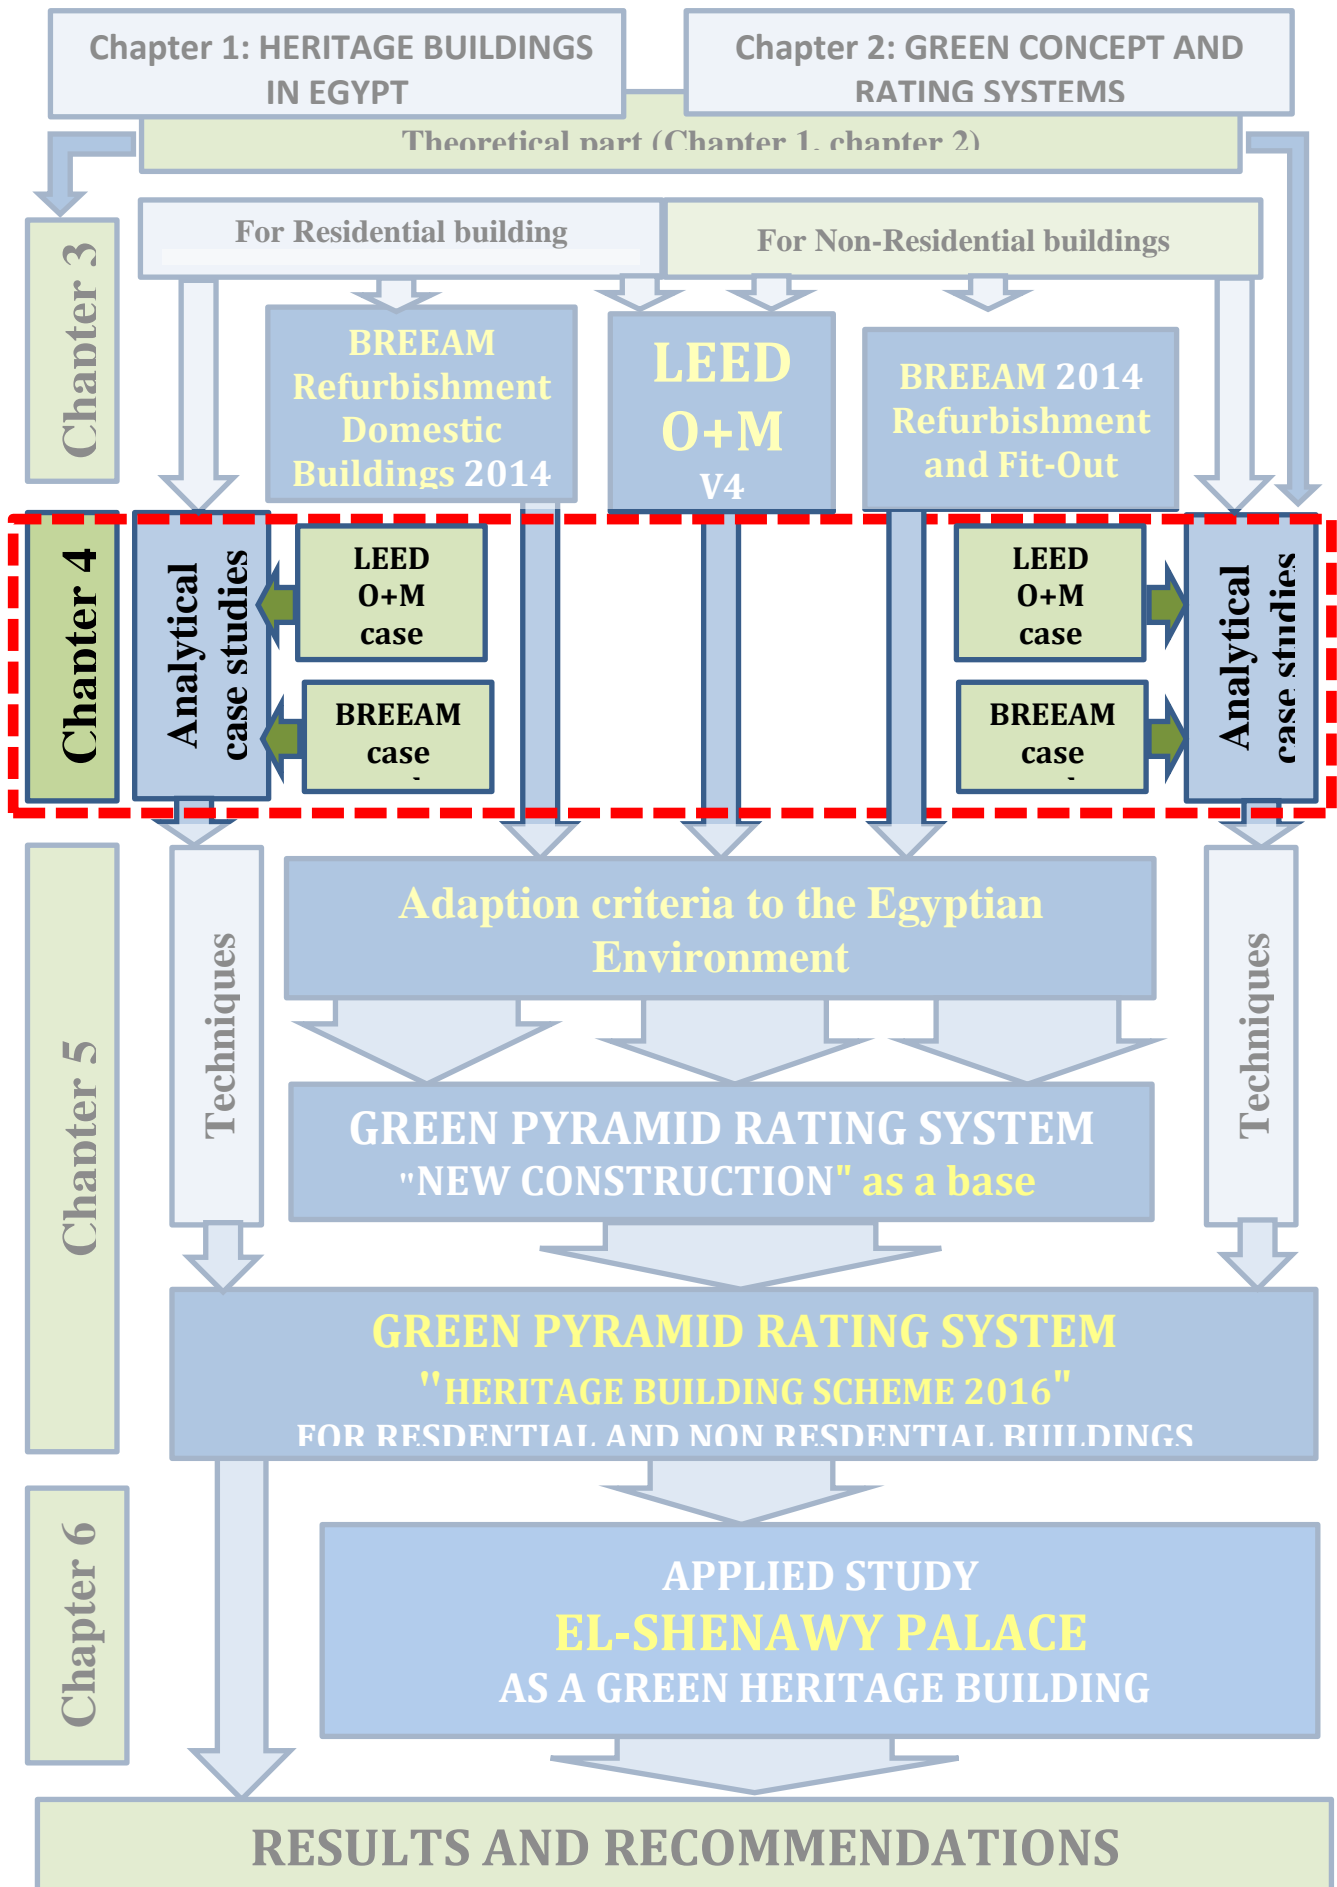 Chapter 1: HERITAGE BUILDINGS
IN EGYPT
Chapter 2: GREEN CONCEPT AND
RATING SYSTEMS
Theoretical part (Chapter 1, chapter 2)
Chapter 3
For Residential building
For Non-Residential buildings
BREEAM
Refurbishment
Domestic
Buildings 2014
LEED
O+M
V4
BREEAM 2014
Refurbishment
and Fit-Out
Chapter 4
Analytical
case studies
LEED
O+M
case
BREEAM
case
LEED
O+M
case
BREEAM
case
Analytical
case studies
Chapter 5
Techniques
Adaption criteria to the Egyptian
Environment
Techniques
GREEN PYRAMID RATING SYSTEM
"NEW CONSTRUCTION" as a base
GREEN PYRAMID RATING SYSTEM
"HERITAGE BUILDING SCHEME 2016"
FOR RESDENTIAL AND NON RESDENTIAL BUILDINGS
Chapter 6
APPLIED STUDY
EL-SHENAWY PALACE
AS A GREEN HERITAGE BUILDING
RESULTS AND RECOMMENDATIONS